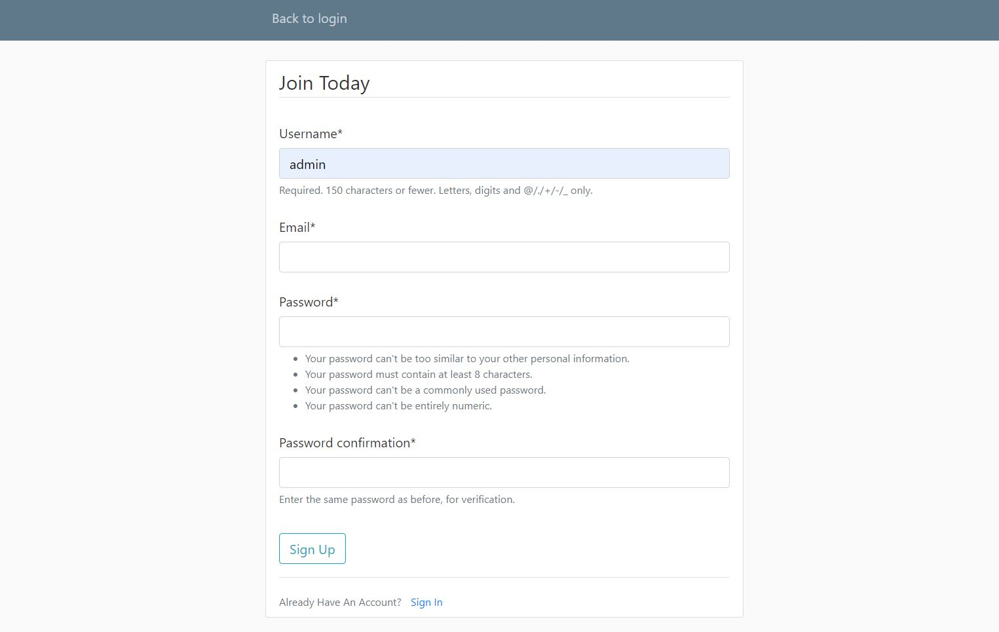 Back to login
Join Today
Username*
admin
Required. 150 characters or fewer. Letters, digits and @/./+/-/_ only.
Email*
Password*
Your password can't be too similar to your other personal information.
Your password must contain at least 8 characters.
Your password can't be a commonly used password.
Your password can't be entirely numeric.
Password confirmation*
Enter the same password as before, for verification.
Sign Up
Already Have An Account? Sign In